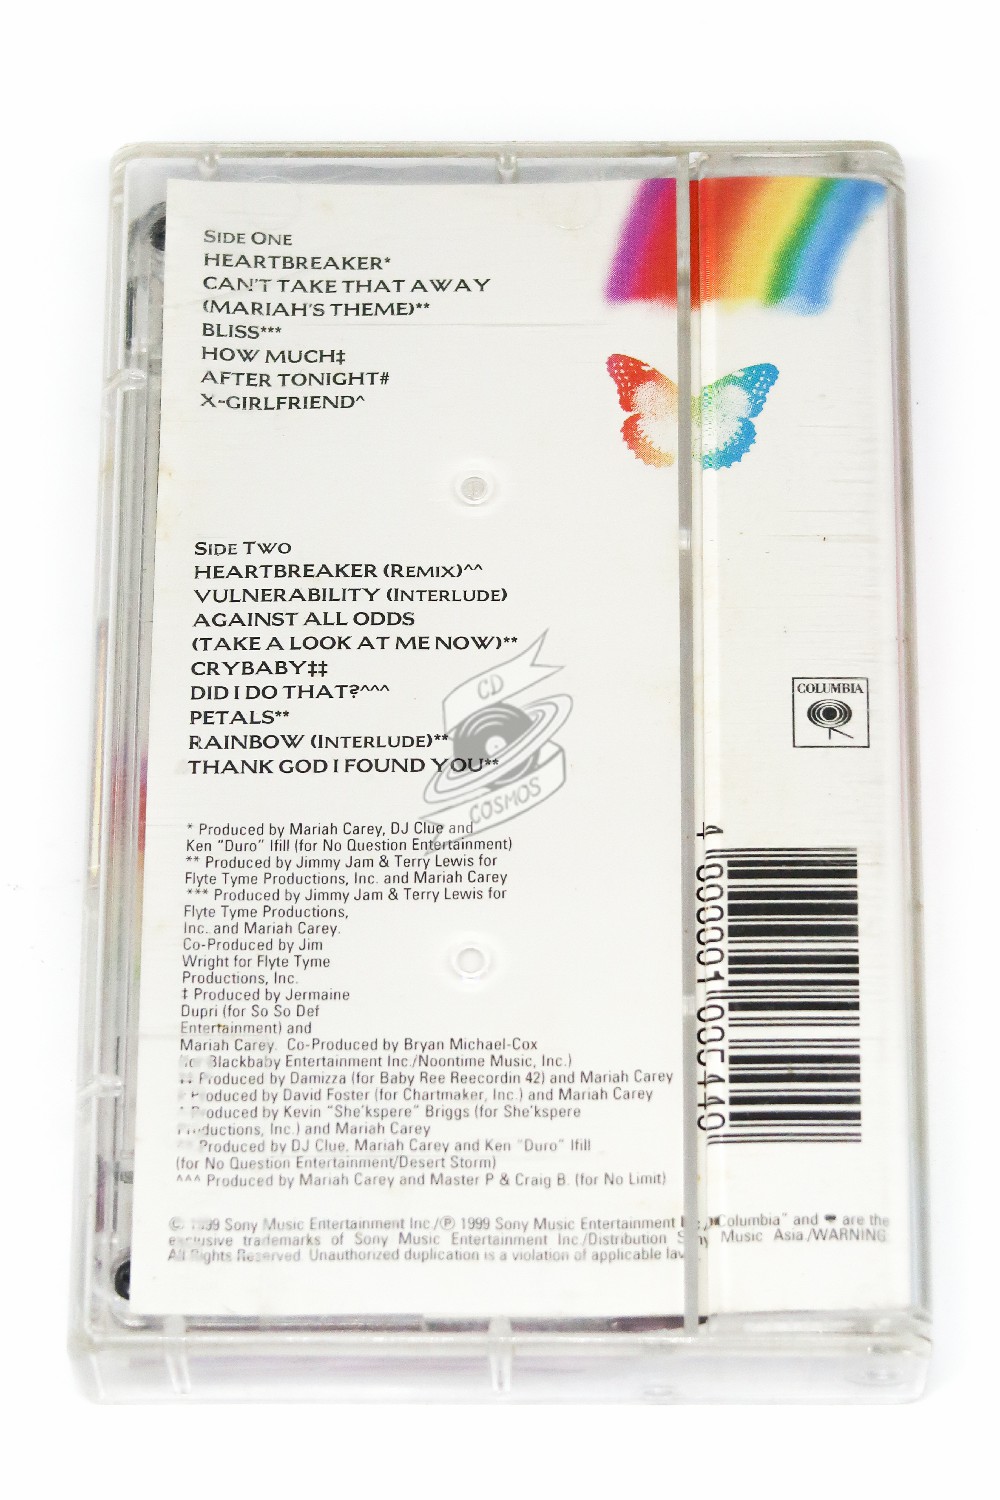 SIDE ONE
HEARTBREAKER*
CAN'T TAKE THAT AWAY
(MARIAH'S THEME)**
BLISS***
HOW MUCH‡
AFTER TONIGHT#
X-GIRLFRIEND^
SIDE TWO
HEARTBREAKER (REMIX)^^
VULNERABILITY (INTERLUDE)
AGAINST ALL ODDS
(TAKE A LOOK AT ME NOW)**
CRYBABY‡‡
DID I DO THAT?^^^
PETALS**
RAINBOW (INTERLUDE)**
THANK GOD I FOUND YOU**
CD
COSMOS
COLUMBIA
* Produced by Mariah Carey, DJ Clue and
Ken "Duro" Ifill (for No Question Entertainment)
** Produced by Jimmy Jam & Terry Lewis for
Flyte Tyme Productions, Inc. and Mariah Carey
*** Produced by Jimmy Jam & Terry Lewis for
Flyte Tyme Productions,
Inc. and Mariah Carey.
Co-Produced by Jim
Wright for Flyte Tyme
Productions, Inc.
‡ Produced by Jermaine
Dupri (for So So Def
Entertainment) and
Mariah Carey. Co-Produced by Bryan Michael-Cox
Blackbaby Entertainment Inc./Noontime Music, Inc.)
Produced by Damizza (for Baby Ree Reecordin 42) and Mariah Carey
Produced by David Foster (for Chartmaker, Inc.) and Mariah Carey
Produced by Kevin "She'kspere" Briggs (for She'kspere
Productions, Inc.) and Mariah Carey
Produced by DJ Clue, Mariah Carey and Ken "Duro" Ifill
(for No Question Entertainment/Desert Storm)
^^^ Produced by Mariah Carey and Master P & Craig B. (for No Limit)
© 1999 Sony Music Entertainment Inc./℗ 1999 Sony Music Entertainment Inc./"Columbia" and are the
exclusive trademarks of Sony Music Entertainment Inc./Distribution Sony Music Asia./WARNING:
All Rights Reserved. Unauthorized duplication is a violation of applicable laws.